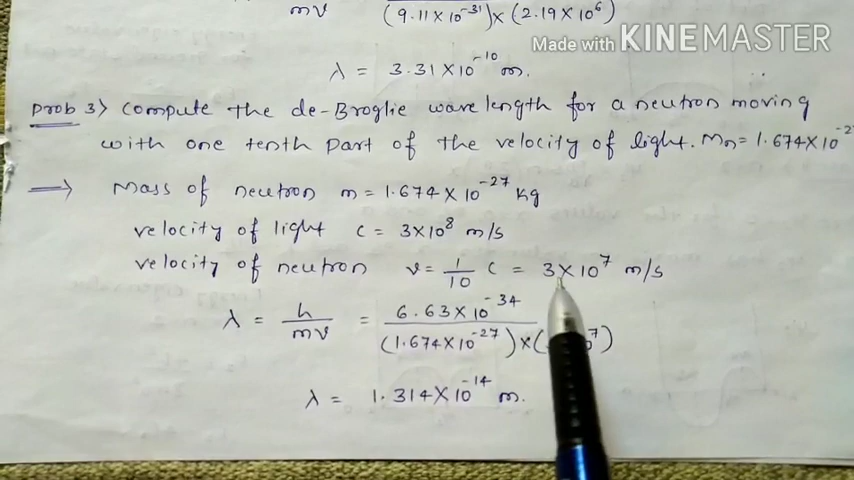 mv (9.11×10⁻³¹)×(2.19×10⁶)
Made with KINEMASTER
λ = 3.31×10⁻¹⁰ m.
Prob 3) Compute the de-Broglie wavelength for a neutron moving
with one tenth part of the velocity of light. Mn = 1.674×10⁻²
→ Mass of neutron m = 1.674×10⁻²⁷ kg
velocity of light c = 3×10⁸ m/s
velocity of neutron v = 1/10 c = 3×10⁷ m/s
λ = h/mv = 6.63×10⁻³⁴ / (1.674×10⁻²⁷)×( ⁷)
λ = 1.314×10⁻¹⁴ m.